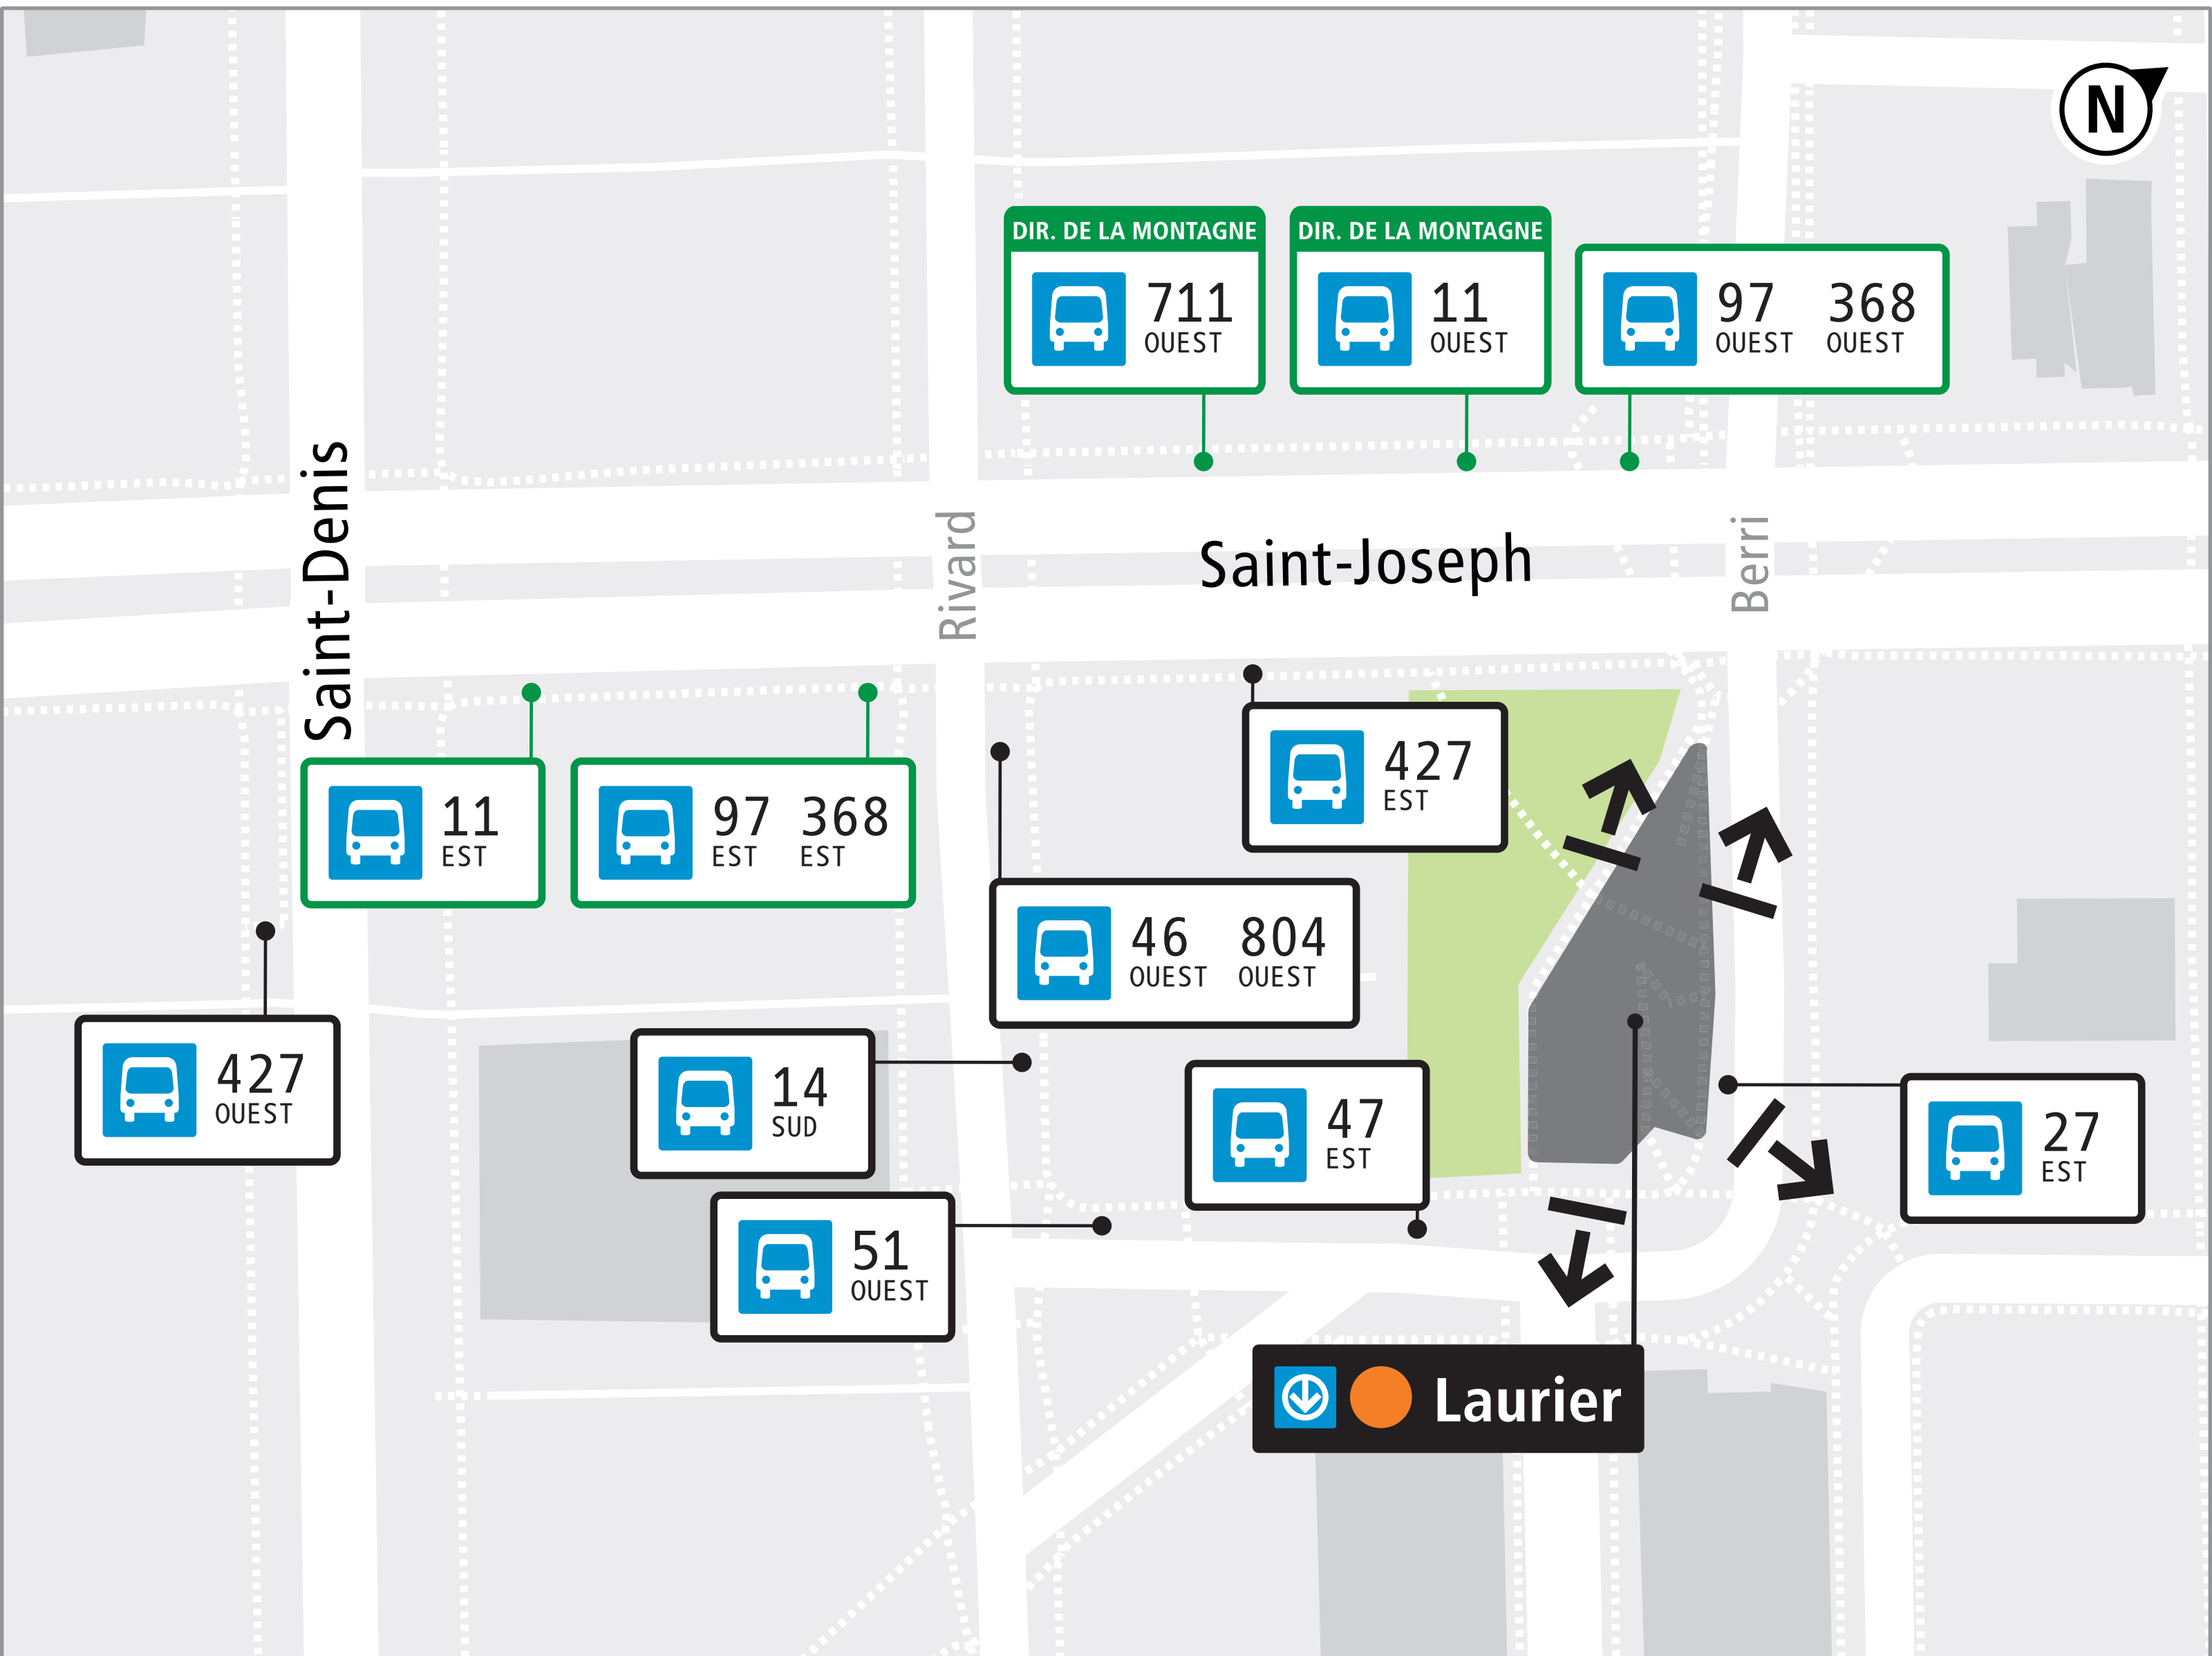 N
DIR. DE LA MONTAGNE
711
OUEST
DIR. DE LA MONTAGNE
11
OUEST
97 368
OUEST OUEST
Saint-Denis
Rivard
Saint-Joseph
Berri
11
EST
97 368
EST EST
427
EST
46 804
OUEST OUEST
427
OUEST
14
SUD
47
EST
27
EST
51
OUEST
Laurier